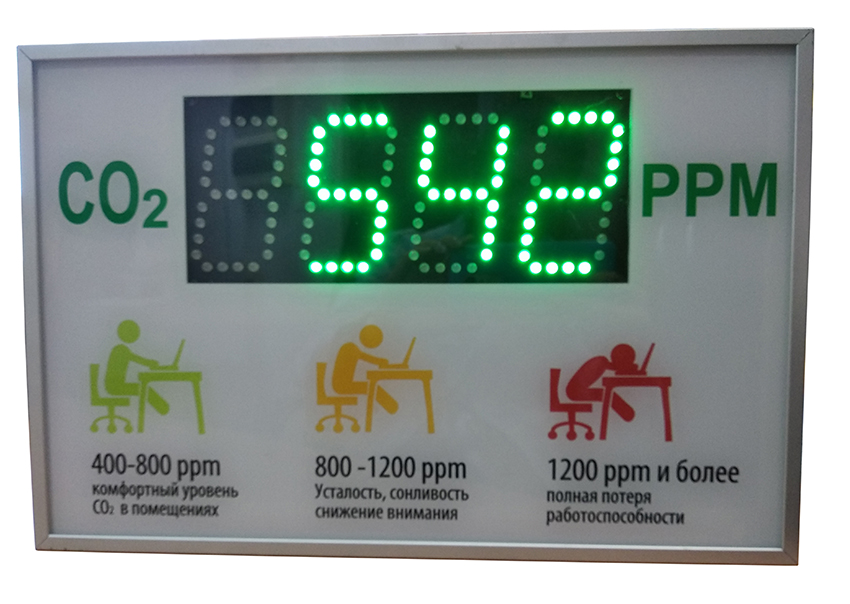 CO₂ 542 PPM
400-800 ppm
комфортный уровень
CO₂ в помещениях
800 -1200 ppm
Усталость, сонливость
снижение внимания
1200 ppm и более
полная потеря
работоспособности